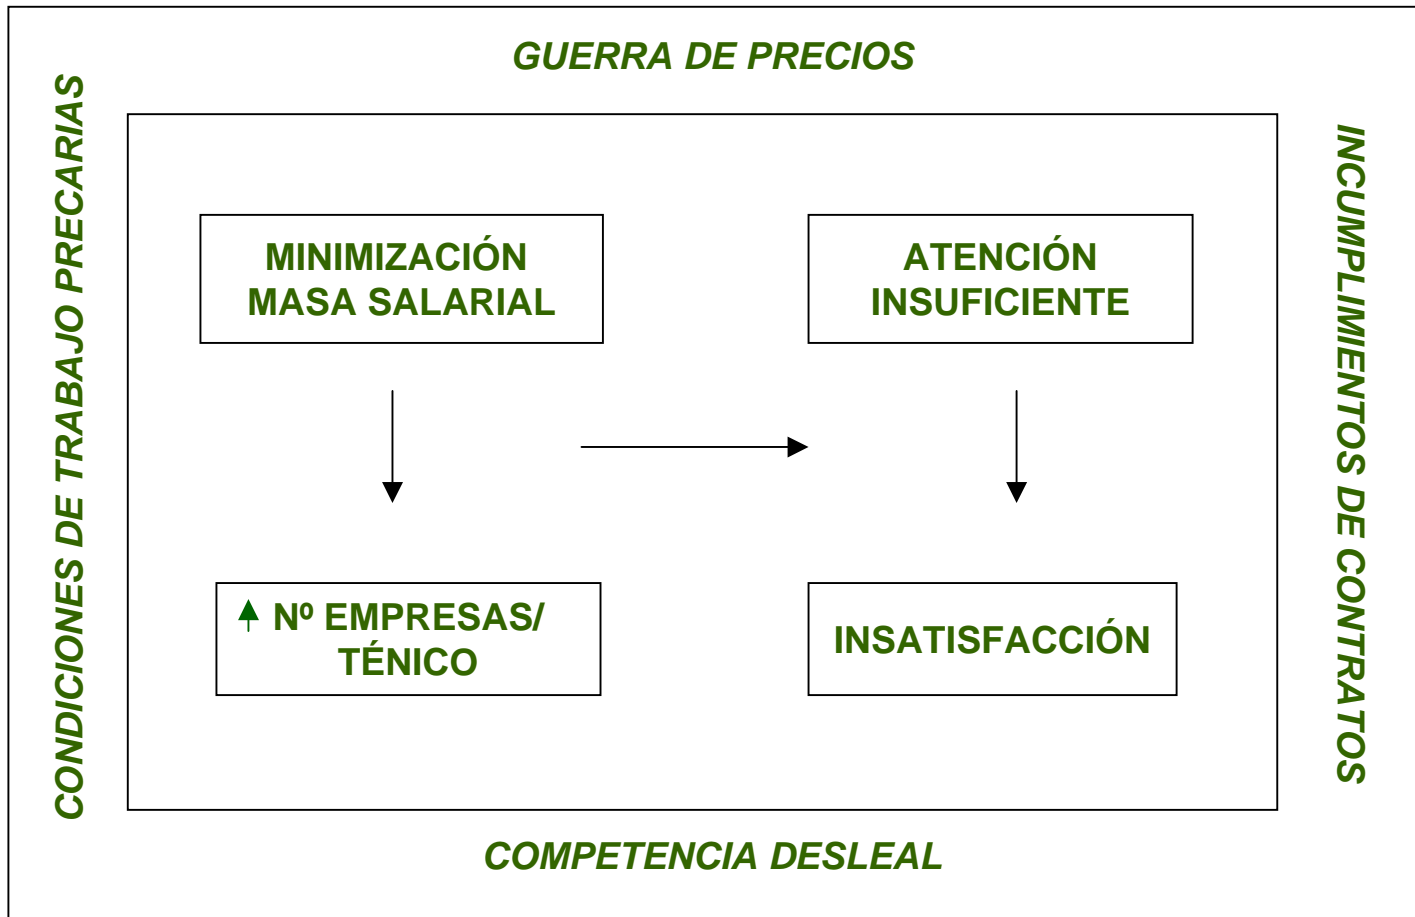 GUERRA DE PRECIOS
CONDICIONES DE TRABAJO PRECARIAS
MINIMIZACIÓN
MASA SALARIAL
ATENCIÓN
INSUFICIENTE
Nº EMPRESAS/
TÉNICO
INSATISFACCIÓN
INCUMPLIMIENTOS DE CONTRATOS
COMPETENCIA DESLEAL